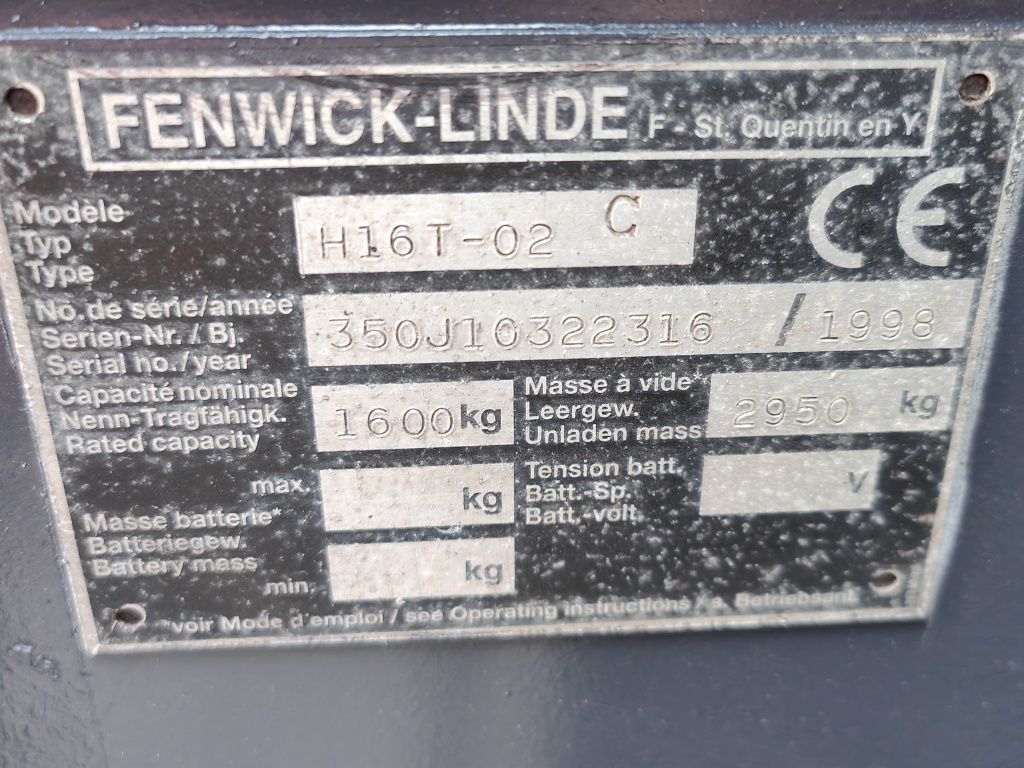 FENWICK-LINDE F - St. Quentin en Y
CE
Modèle
Typ
Type
H16T-02 C
No. de série/année
Serien-Nr. / Bj.
Serial no./year
350J10322316 / 1998
Capacité nominale
Nenn-Tragfähigk.
Rated capacity
1600 kg
Masse à vide*
Leergew.
Unladen mass
2950 kg
max. kg
Masse batterie*
Batteriegew.
Battery mass
min. kg
Tension batt.
Batt.-Sp.
Batt.-volt.
V
*voir Mode d'emploi / see Operating instructions / s. Betriebsanl.